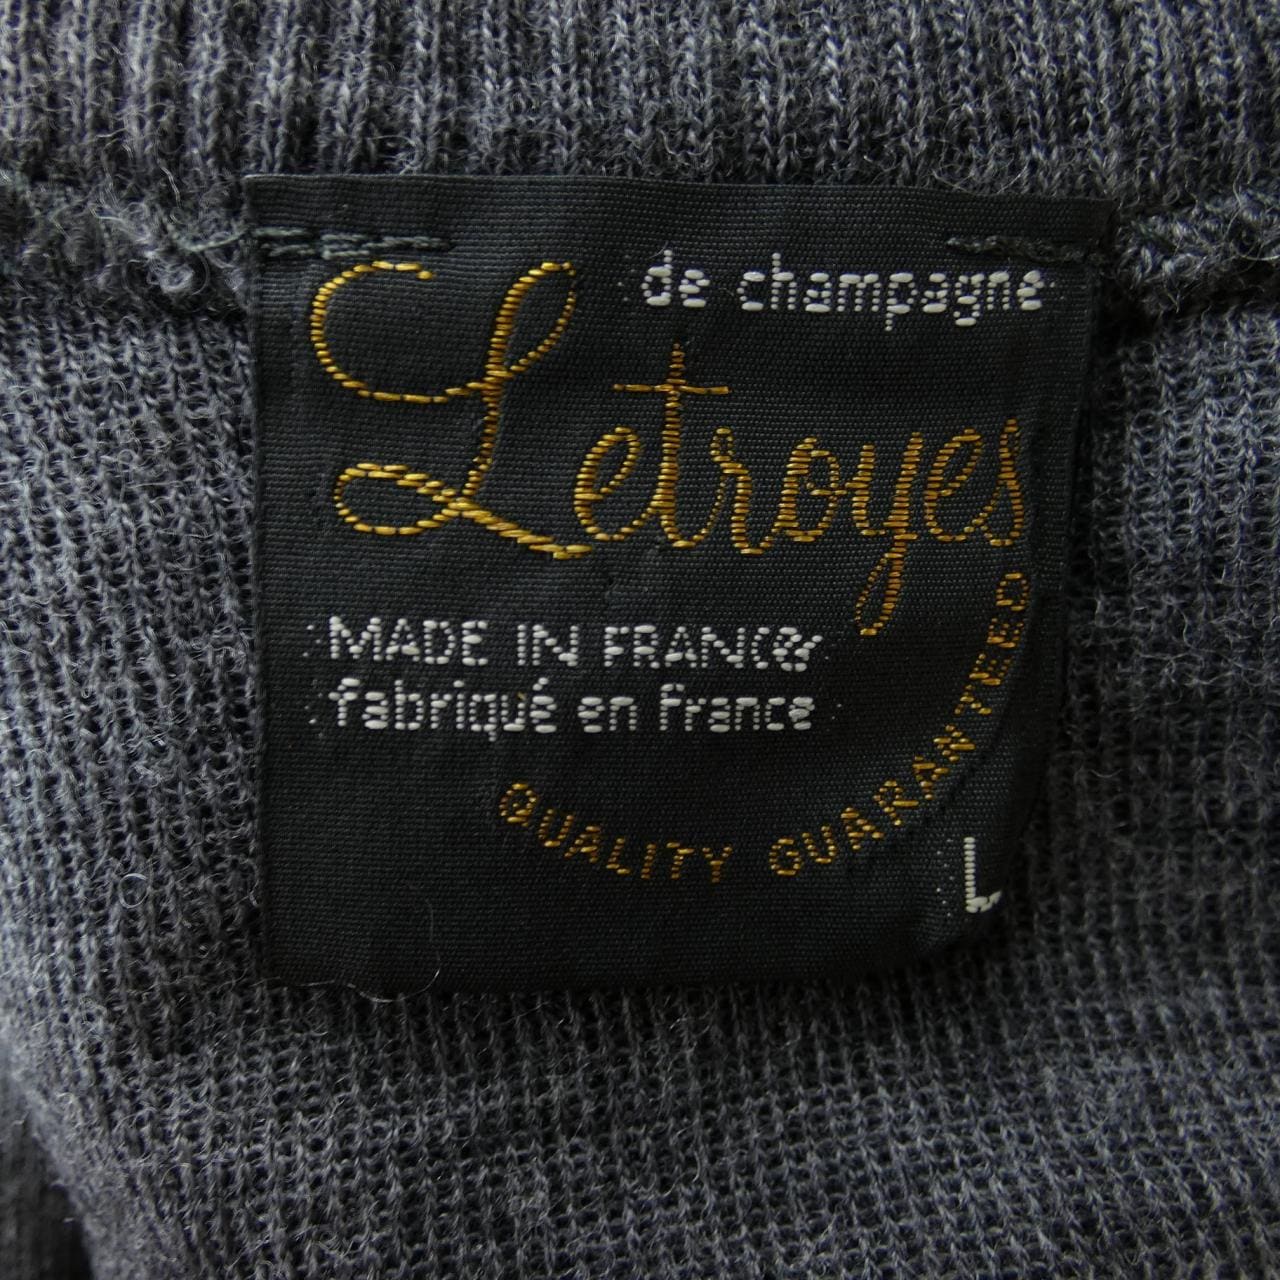 de champagne
Letroyes
MADE IN FRANCE
fabriqué en france
QUALITY GUARANTEED
L